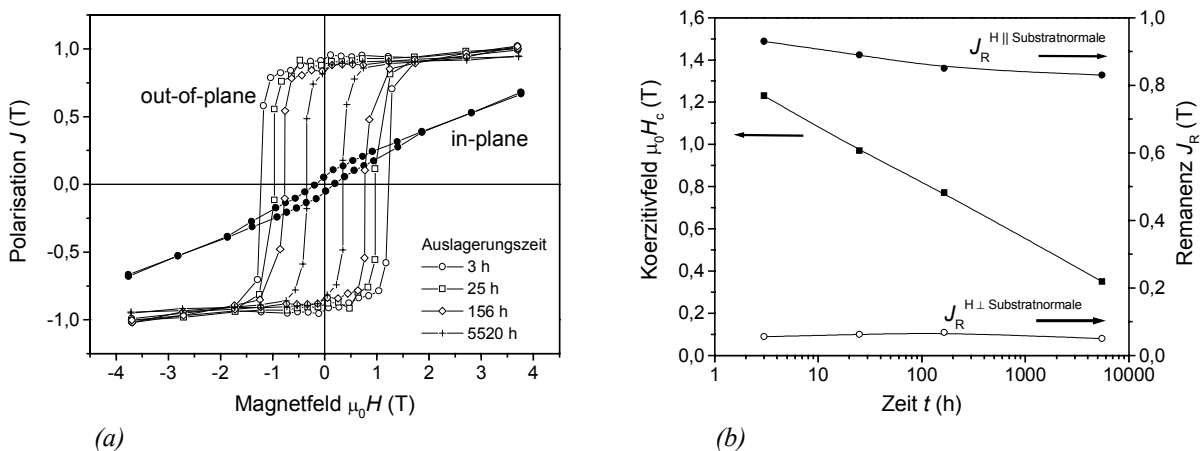 1,0
0,5
0,0
-0,5
-1,0
Polarisation J (T)
out-of-plane
in-plane
Auslagerungszeit
3 h
25 h
156 h
5520 h
-4 -3 -2 -1 0 1 2 3 4
Magnetfeld μ0H (T)
(a)
1,6
1,4
1,2
1,0
0,8
0,6
0,4
0,2
0,0
Koerzitivfeld μ0Hc (T)
JR H || Substratnormale
JR H ⊥ Substratnormale
1,0
0,8
0,6
0,4
0,2
0,0
Remanenz JR (T)
1 10 100 1000 10000
Zeit t (h)
(b)